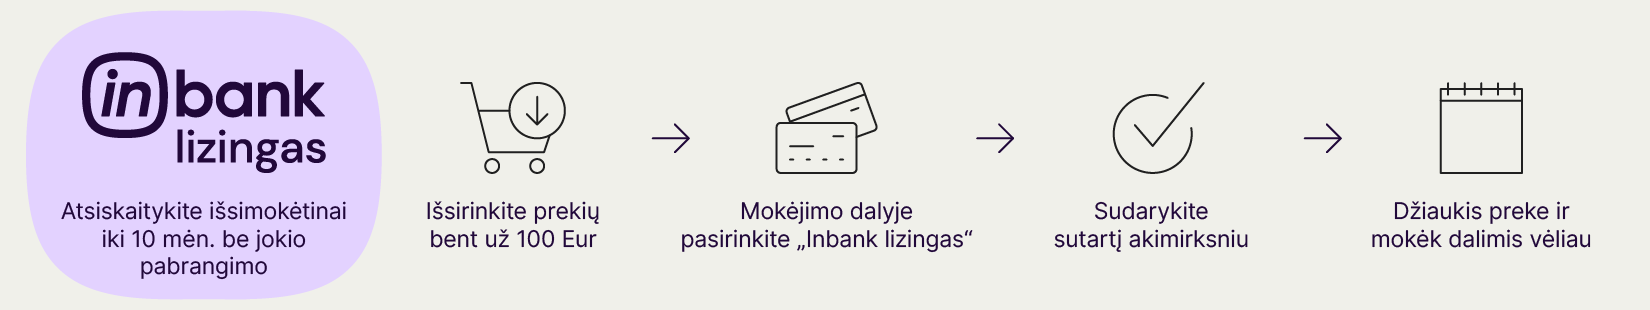 inbank
lizingas
Atsiskaitykite išsimokėtinai
iki 10 mėn. be jokio
pabrangimo
Išsirinkite prekių
bent už 100 Eur
Mokėjimo dalyje
pasirinkite „Inbank lizingas“
Sudarykite
sutartį akimirksniu
Džiaukis preke ir
mokėk dalimis vėliau